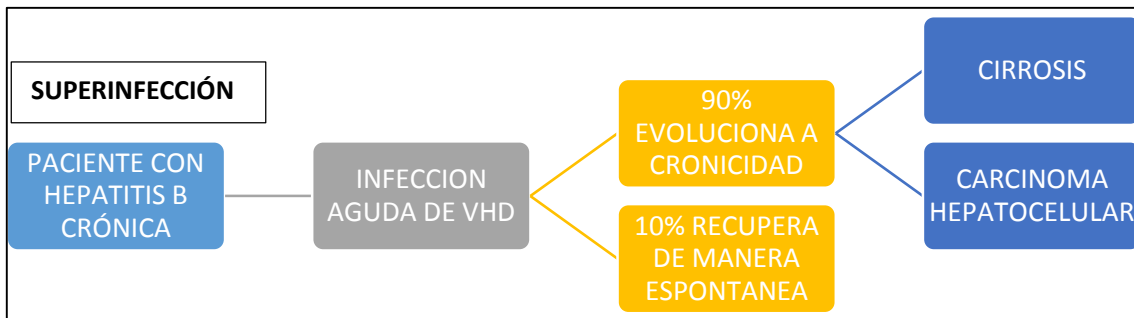 SUPERINFECCIÓN
PACIENTE CON
HEPATITIS B
CRÓNICA
INFECCION
AGUDA DE VHD
90%
EVOLUCIONA A
CRONICIDAD
10% RECUPERA
DE MANERA
ESPONTANEA
CIRROSIS
CARCINOMA
HEPATOCELULAR